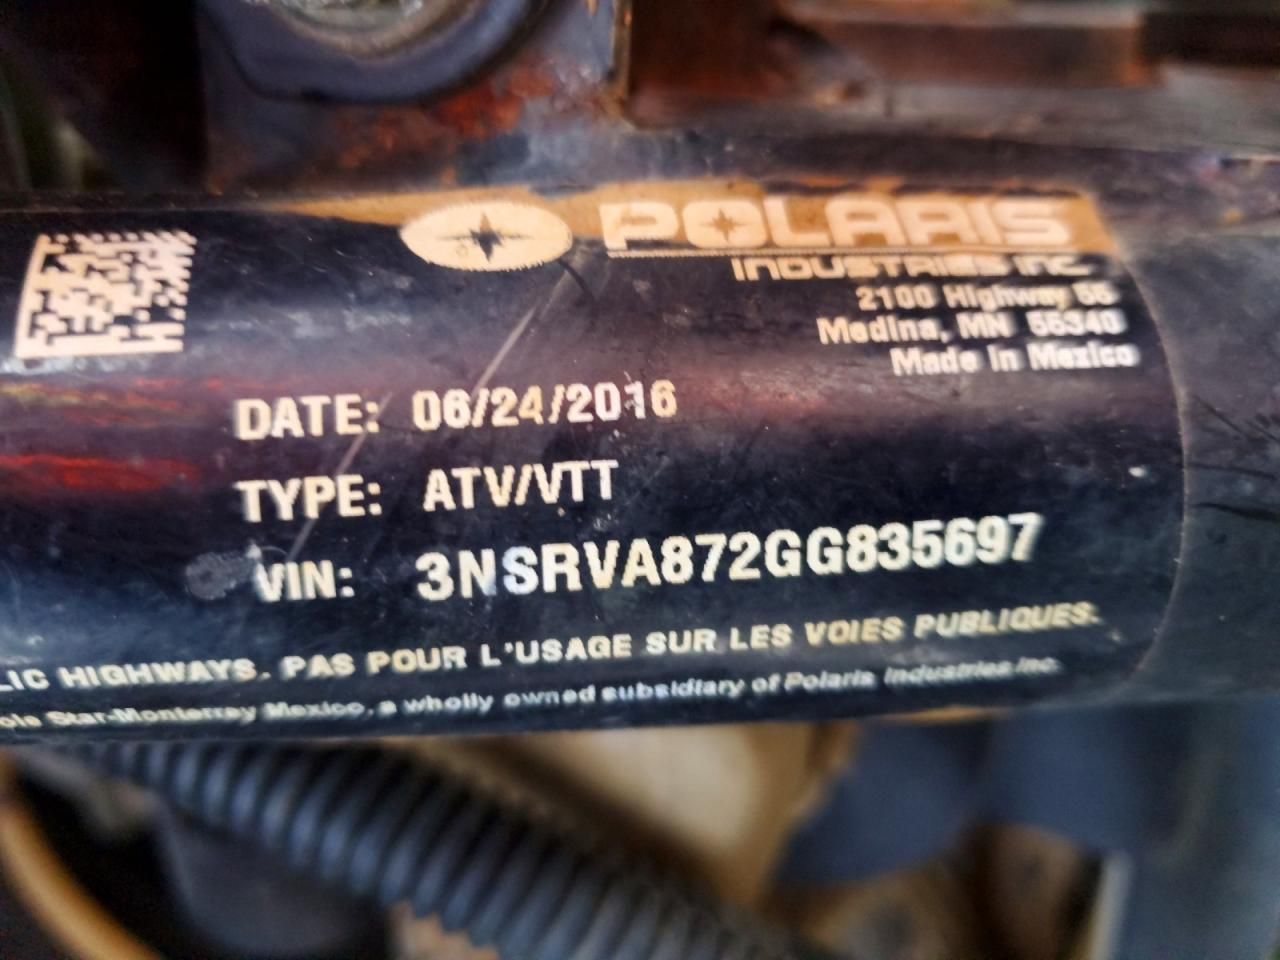 POLARIS
INDUSTRIES INC.
2100 Highway 55
Medina, MN 55340
Made in Mexico
DATE: 06/24/2016
TYPE: ATV/VTT
VIN: 3NSRVA872GG835697
LIC HIGHWAYS. PAS POUR L'USAGE SUR LES VOIES PUBLIQUES.
ole Star-Monterrey Mexico, a wholly owned subsidiary of Polaris Industries Inc.